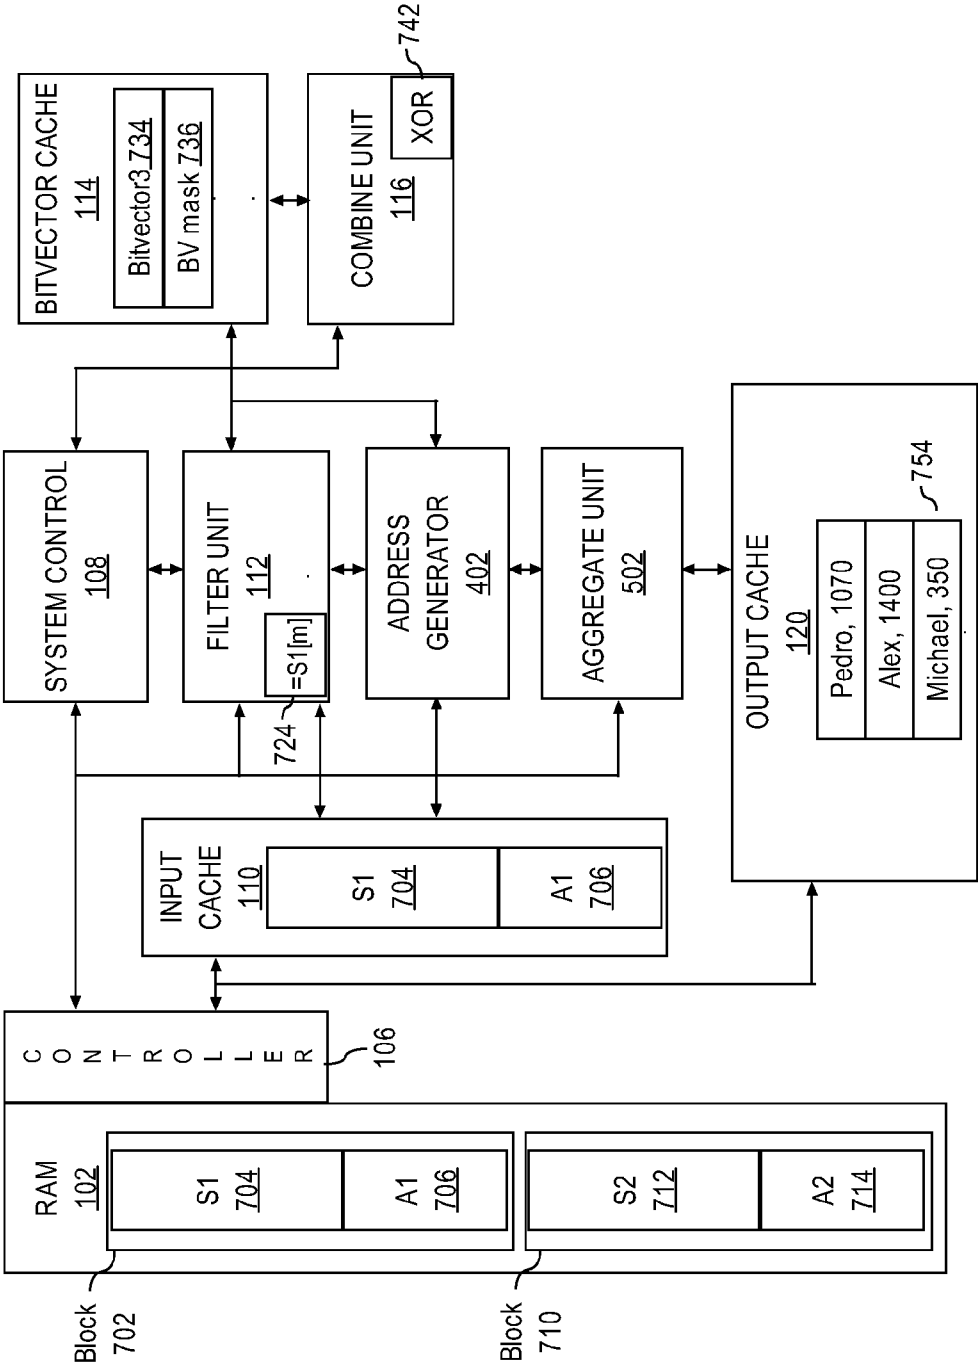 RAM
102
S1
704
A1
706
S2
712
A2
714
Block
702
Block
710
CONTROLLER
106
INPUT
CACHE
110
S1
704
A1
706
SYSTEM CONTROL
108
FILTER UNIT
112
=S1[m]
724
ADDRESS
GENERATOR
402
AGGREGATE UNIT
502
BITVECTOR CACHE
114
Bitvector3 734
BV mask 736
COMBINE UNIT
116
XOR
742
OUTPUT CACHE
120
Pedro, 1070
Alex, 1400
Michael, 350
754